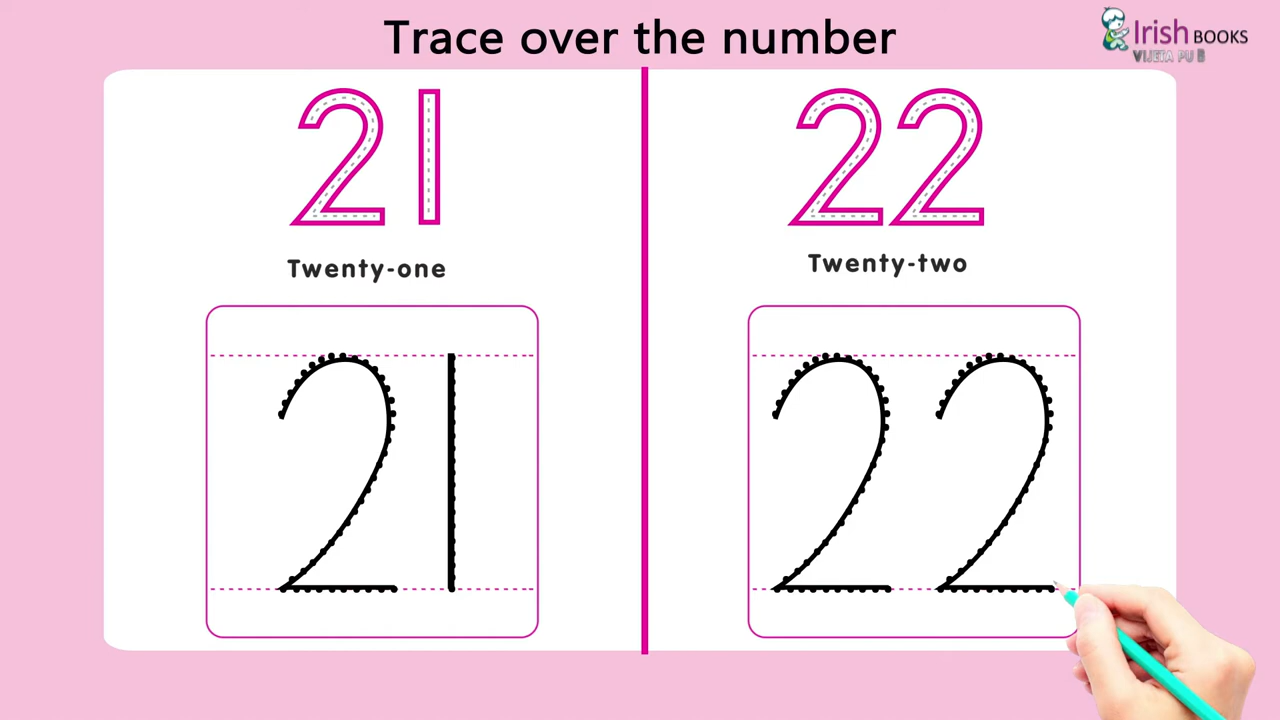 Trace over the number
Irish BOOKS
21
22
Twenty-one
Twenty-two
21
22